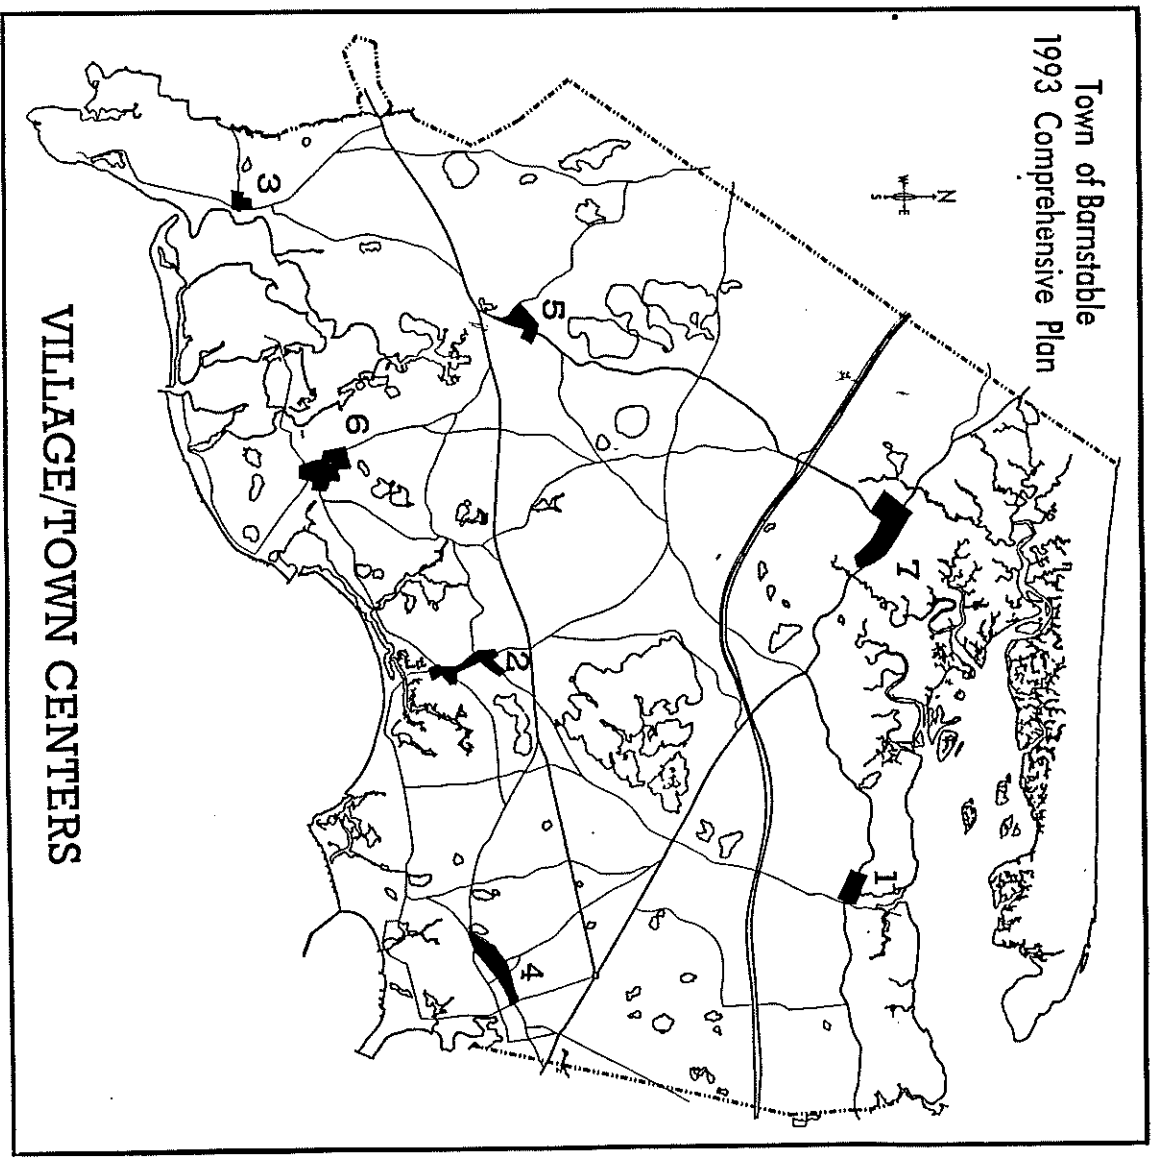 Town of Barnstable
1993 Comprehensive Plan
N
W
E
S
3
5
6
7
2
1
4
VILLAGE/TOWN CENTERS